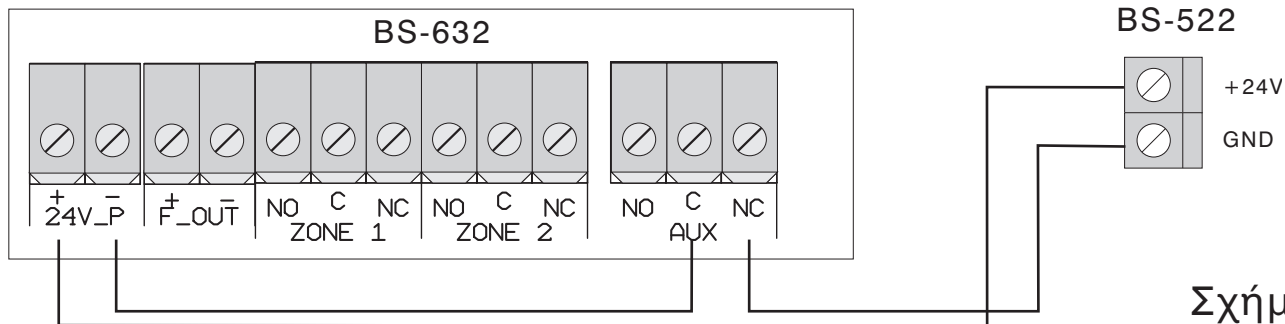 BS-632
BS-522
+24V
GND
+ − + − NO C NC NO C NC NO C NC
24V_P F_OUT ZONE 1 ZONE 2 AUX